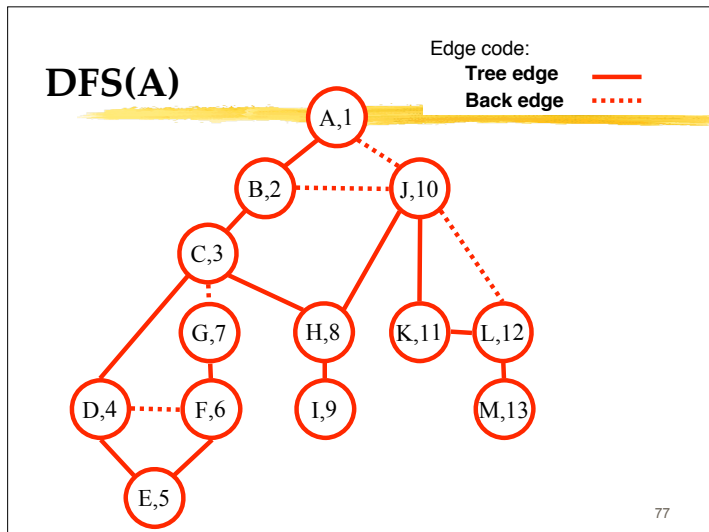 Edge code:
DFS(A)
Tree edge
Back edge
A,1
B,2
J,10
C,3
G,7
H,8
K,11
L,12
D,4
F,6
I,9
M,13
E,5
77